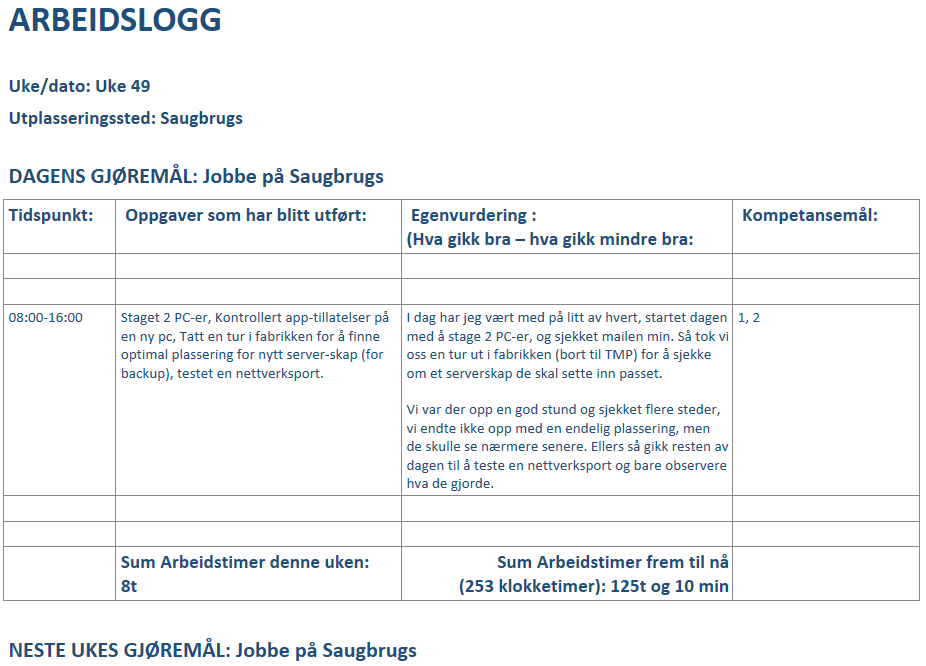 ARBEIDSLOGG
Uke/dato: Uke 49
Utplasseringssted: Saugbrugs
DAGENS GJØREMÅL: Jobbe på Saugbrugs
Tidspunkt:
Oppgaver som har blitt utført:
Egenvurdering :
(Hva gikk bra – hva gikk mindre bra:
Kompetansemål:
08:00-16:00
Staget 2 PC-er, Kontrollert app-tillatelser på
en ny pc, Tatt en tur i fabrikken for å finne
optimal plassering for nytt server-skap (for
backup), testet en nettverksport.
I dag har jeg vært med på litt av hvert, startet dagen
med å stage 2 PC-er, og sjekket mailen min. Så tok vi
oss en tur ut i fabrikken (bort til TMP) for å sjekke
om et serverskap de skal sette inn passet.
Vi var der opp en god stund og sjekket flere steder,
vi endte ikke opp med en endelig plassering, men
de skulle se nærmere senere. Ellers så gikk resten av
dagen til å teste en nettverksport og bare observere
hva de gjorde.
1, 2
Sum Arbeidstimer denne uken:
8t
Sum Arbeidstimer frem til nå
(253 klokketimer): 125t og 10 min
NESTE UKES GJØREMÅL: Jobbe på Saugbrugs